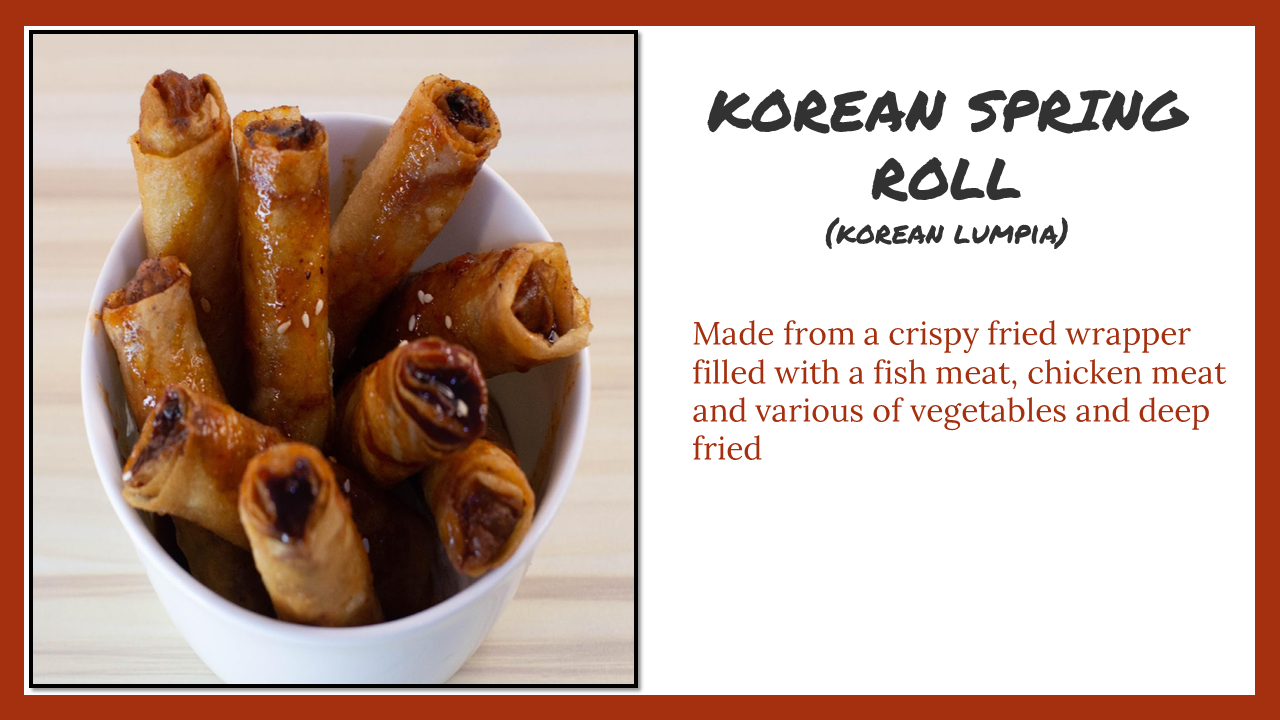 KOREAN SPRING
ROLL
(KOREAN LUMPIA)
Made from a crispy fried wrapper
filled with a fish meat, chicken meat
and various of vegetables and deep
fried